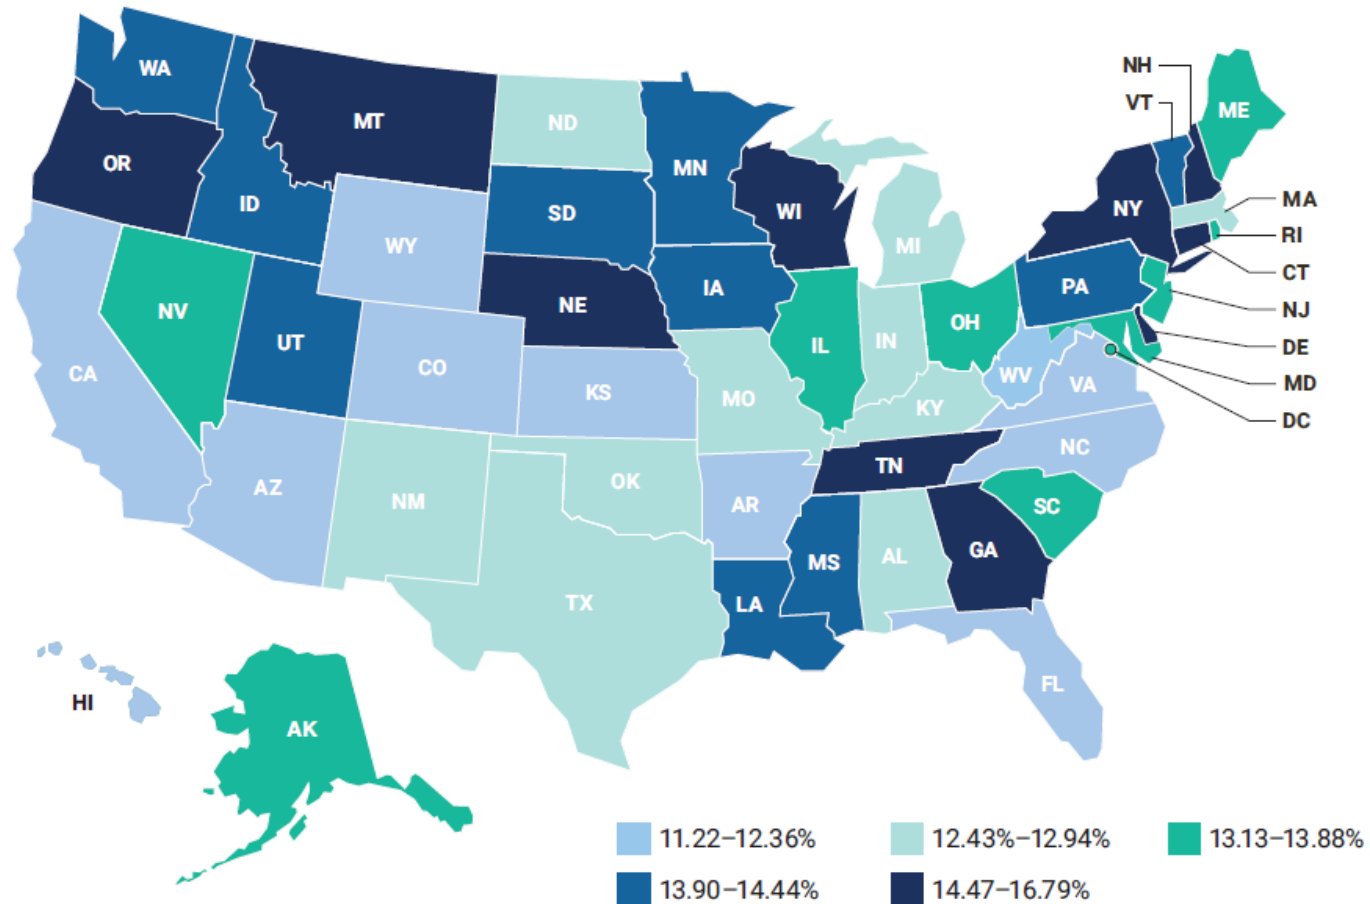 NH
WA
VT
ME
MT
ND
OR
MN
ID
SD
WI
NY
MA
WY
MI
RI
CT
IA
PA
NE
NJ
NV
OH
UT
IL
IN
DE
CO
CA
WV
VA
MD
KS
MO
KY
DC
NC
TN
AZ
OK
NM
AR
SC
GA
MS
AL
TX
LA
FL
HI
AK
11.22–12.36%
12.43%–12.94%
13.13–13.88%
13.90–14.44%
14.47–16.79%